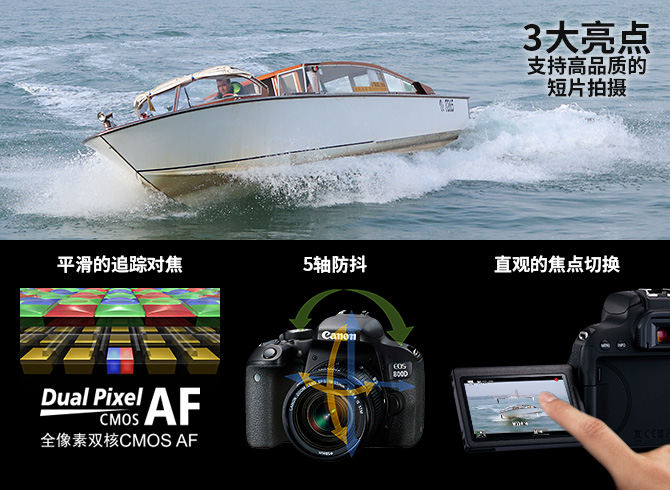 3大亮点
支持高品质的
短片拍摄
平滑的追踪对焦
5轴防抖
直观的焦点切换
Dual Pixel
CMOS AF
全像素双核CMOS AF
Canon
EOS
800D
MENU